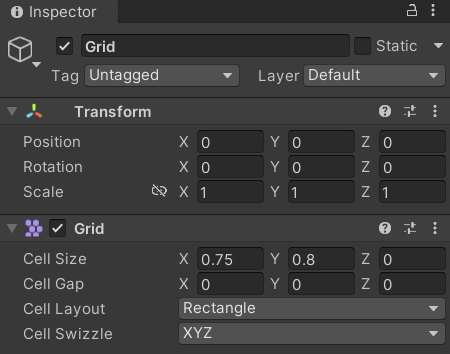 Inspector
Grid
Static
Tag Untagged Layer Default
Transform
Position X 0 Y 0 Z 0
Rotation X 0 Y 0 Z 0
Scale X 1 Y 1 Z 1
Grid
Cell Size X 0.75 Y 0.8 Z 0
Cell Gap X 0 Y 0 Z 0
Cell Layout Rectangle
Cell Swizzle XYZ